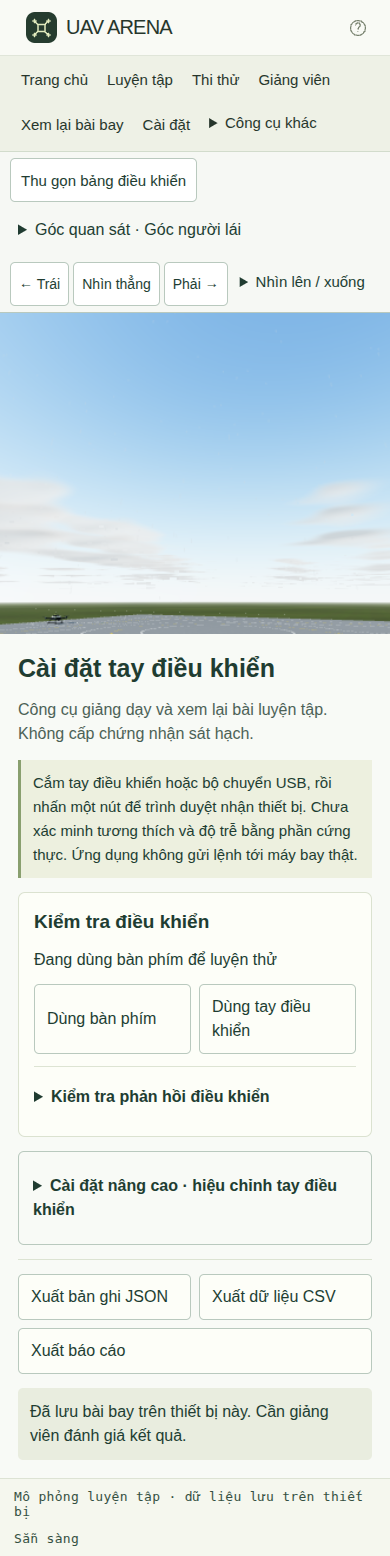 UAV ARENA
Trang chủ Luyện tập Thi thử Giảng viên
Xem lại bài bay Cài đặt ▶ Công cụ khác
Thu gọn bảng điều khiển
▶ Góc quan sát · Góc người lái
← Trái Nhìn thẳng Phải → ▶ Nhìn lên / xuống
Cài đặt tay điều khiển
Công cụ giảng dạy và xem lại bài luyện tập.
Không cấp chứng nhận sát hạch.
Cắm tay điều khiển hoặc bộ chuyển USB, rồi
nhấn một nút để trình duyệt nhận thiết bị. Chưa
xác minh tương thích và độ trễ bằng phần cứng
thực. Ứng dụng không gửi lệnh tới máy bay thật.
Kiểm tra điều khiển
Đang dùng bàn phím để luyện thử
Dùng bàn phím
Dùng tay điều
khiển
▶ Kiểm tra phản hồi điều khiển
▶ Cài đặt nâng cao · hiệu chỉnh tay điều
khiển
Xuất bản ghi JSON Xuất dữ liệu CSV
Xuất báo cáo
Đã lưu bài bay trên thiết bị này. Cần giảng
viên đánh giá kết quả.
Mô phỏng luyện tập · dữ liệu lưu trên thiết
bị
Sẵn sàng